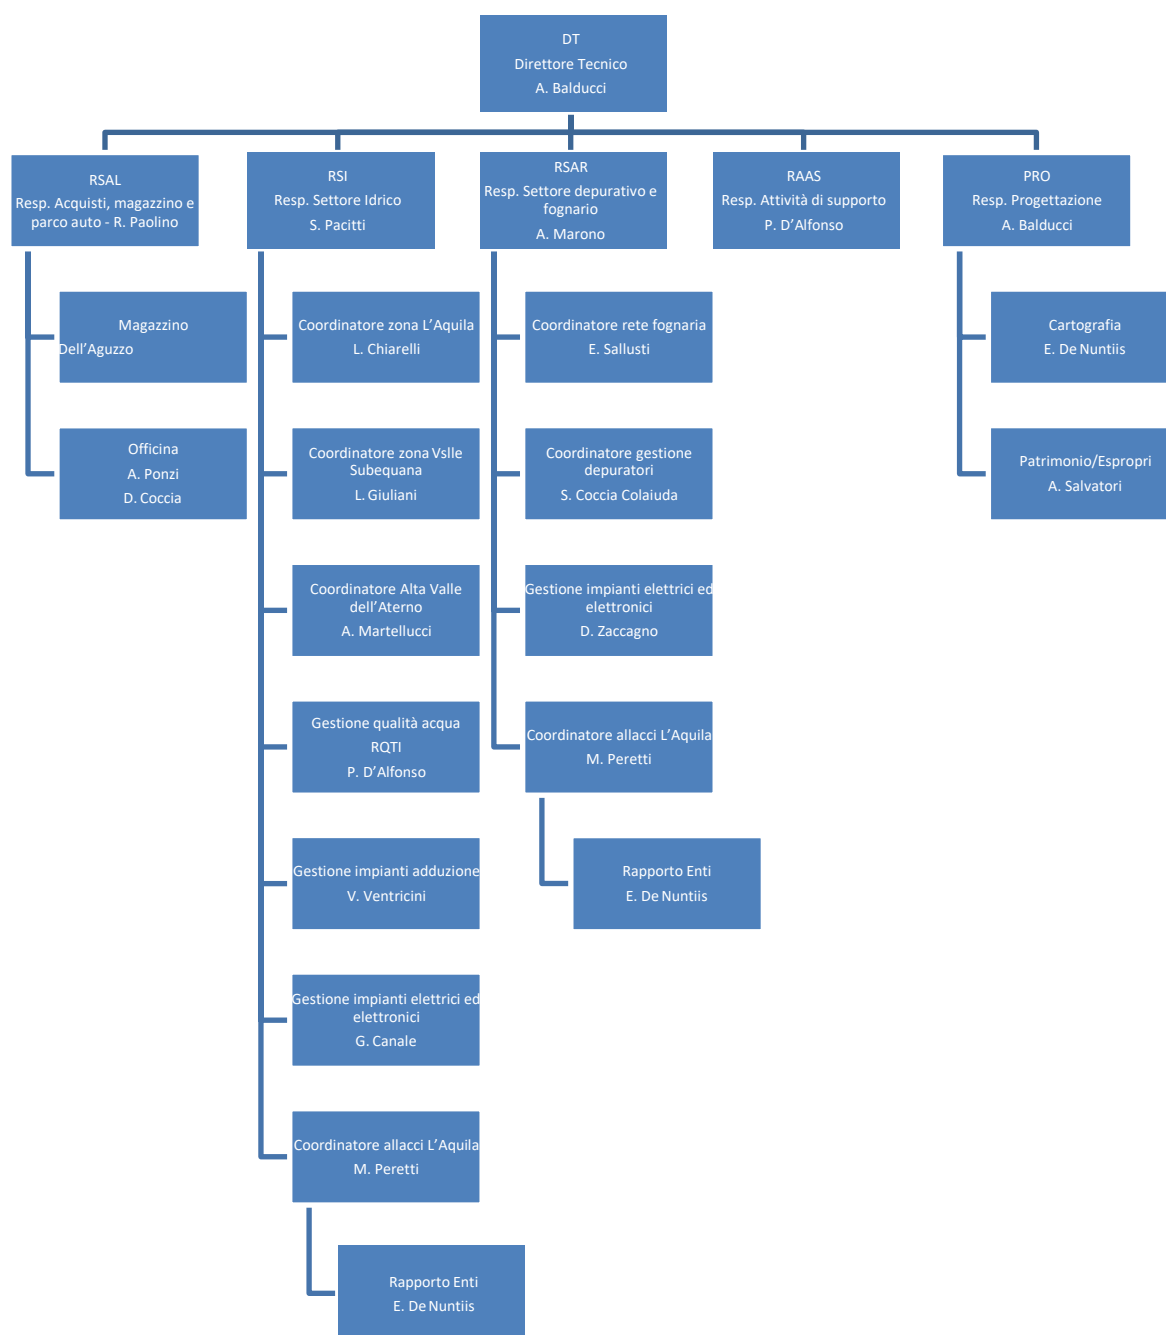 DT
Direttore Tecnico
A. Balducci
RSAL
Resp. Acquisti, magazzino e
parco auto - R. Paolino
RSI
Resp. Settore Idrico
S. Pacitti
RSAR
Resp. Settore depurativo e
fognario
A. Marono
RAAS
Resp. Attività di supporto
P. D’Alfonso
PRO
Resp. Progettazione
A. Balducci
Magazzino
Dell’Aguzzo
Officina
A. Ponzi
D. Coccia
Coordinatore zona L’Aquila
L. Chiarelli
Coordinatore zona Vslle
Subequana
L. Giuliani
Coordinatore Alta Valle
dell’Aterno
A. Martellucci
Gestione qualità acqua
RQTI
P. D’Alfonso
Gestione impianti adduzione
V. Ventricini
Gestione impianti elettrici ed
elettronici
G. Canale
Coordinatore allacci L’Aquila
M. Peretti
Rapporto Enti
E. De Nuntiis
Coordinatore rete fognaria
E. Sallusti
Coordinatore gestione
depuratori
S. Coccia Colaiuda
Gestione impianti elettrici ed
elettronici
D. Zaccagno
Coordinatore allacci L’Aquila
M. Peretti
Rapporto Enti
E. De Nuntiis
Cartografia
E. De Nuntiis
Patrimonio/Espropri
A. Salvatori